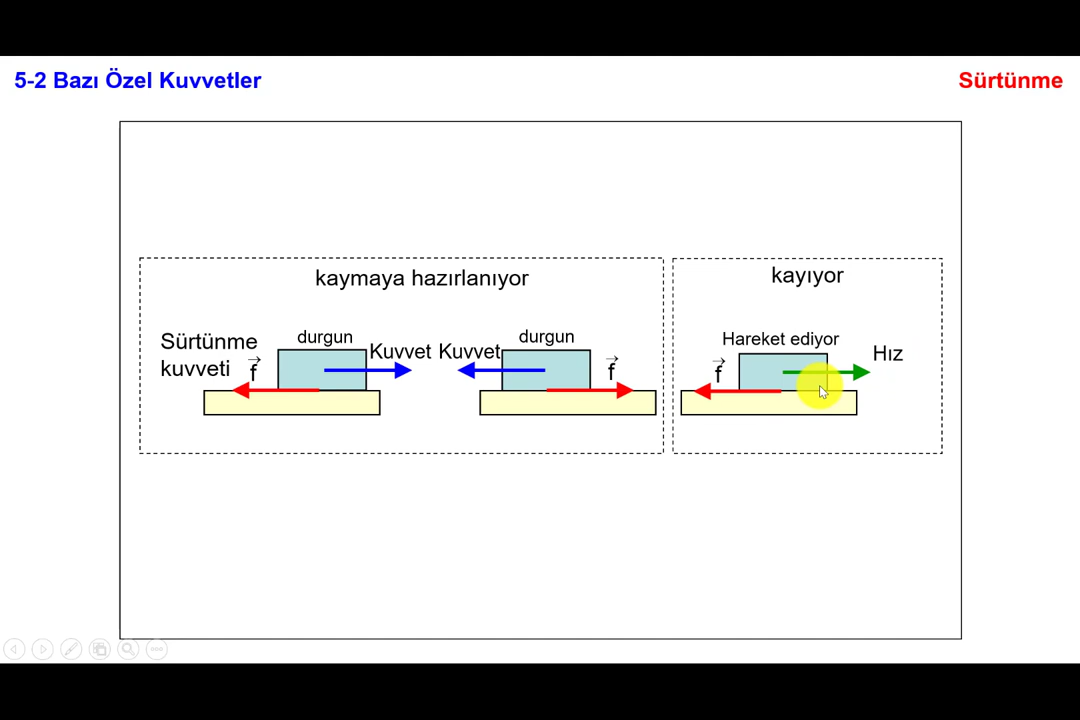 5-2 Bazı Özel Kuvvetler
Sürtünme
kaymaya hazırlanıyor
kayıyor
Sürtünme
kuvveti
f
durgun
Kuvvet
Kuvvet
durgun
f
Hareket ediyor
f
Hız